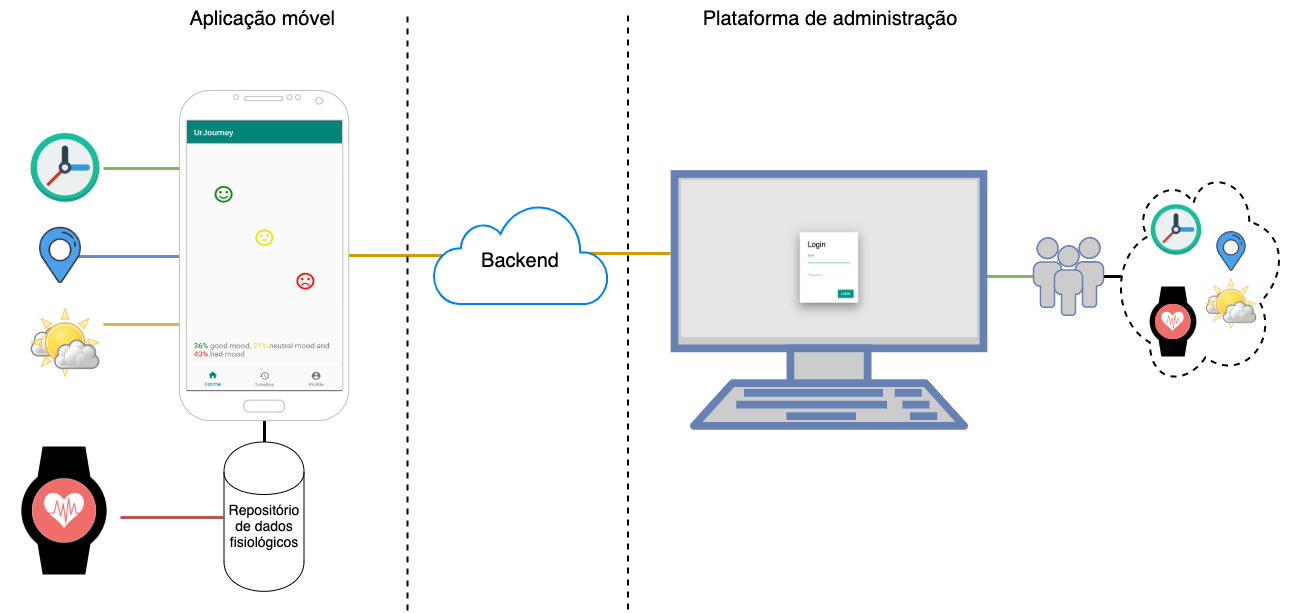 Aplicação móvel
Plataforma de administração
UrJourney
36% good mood, 21% neutral mood and
43% bad mood
Home
Timeline
Profile
Repositório
de dados
fisiológicos
Backend
Login
LOGIN